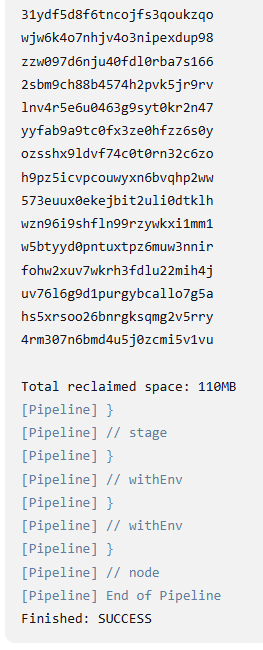 31ydf5d8f6tncojfs3qoukzqo
wjw6k4o7nhjv4o3nipexdup98
zzw097d6nju40fdl0rba7s166
2sbm9ch88b4574h2pvk5jr9rv
lnv4r5e6u0463g9syt0kr2n47
yyfab9a9tc0fx3ze0hfzz6s0y
ozsshx9ldvf74c0t0rn32c6zo
h9pz5icvpcouwyxn6bvqhp2ww
573euux0ekejbit2uli0dtklh
wzn96i9shfln99rzywkxi1mm1
w5btyyd0pntuxtpz6muw3nnir
fohw2xuv7wkrh3fdlu22mih4j
uv76l6g9d1purgybcallo7g5a
hs5xrsoo26bnrgksqmg2v5rry
4rm307n6bmd4u5j0zcmi5v1vu
Total reclaimed space: 110MB
[Pipeline] }
[Pipeline] // stage
[Pipeline] }
[Pipeline] // withEnv
[Pipeline] }
[Pipeline] // withEnv
[Pipeline] }
[Pipeline] // node
[Pipeline] End of Pipeline
Finished: SUCCESS